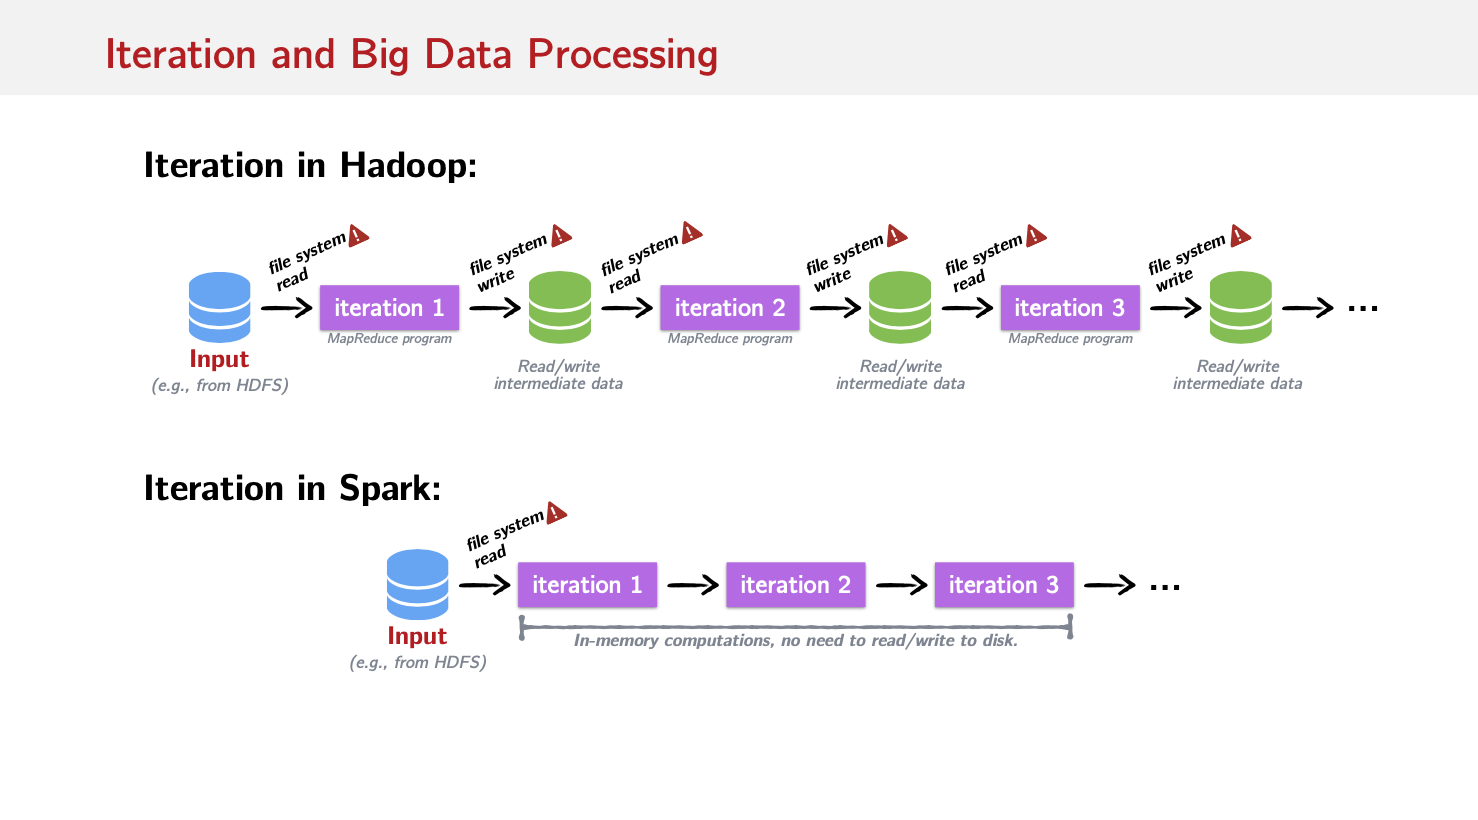 Iteration and Big Data Processing
Iteration in Hadoop:
file system
read
file system
write
file system
read
file system
write
file system
read
file system
write
iteration 1
iteration 2
iteration 3
...
MapReduce program
MapReduce program
MapReduce program
Input
(e.g., from HDFS)
Read/write
intermediate data
Read/write
intermediate data
Read/write
intermediate data
Iteration in Spark:
file system
read
iteration 1
iteration 2
iteration 3
...
Input
(e.g., from HDFS)
In-memory computations, no need to read/write to disk.